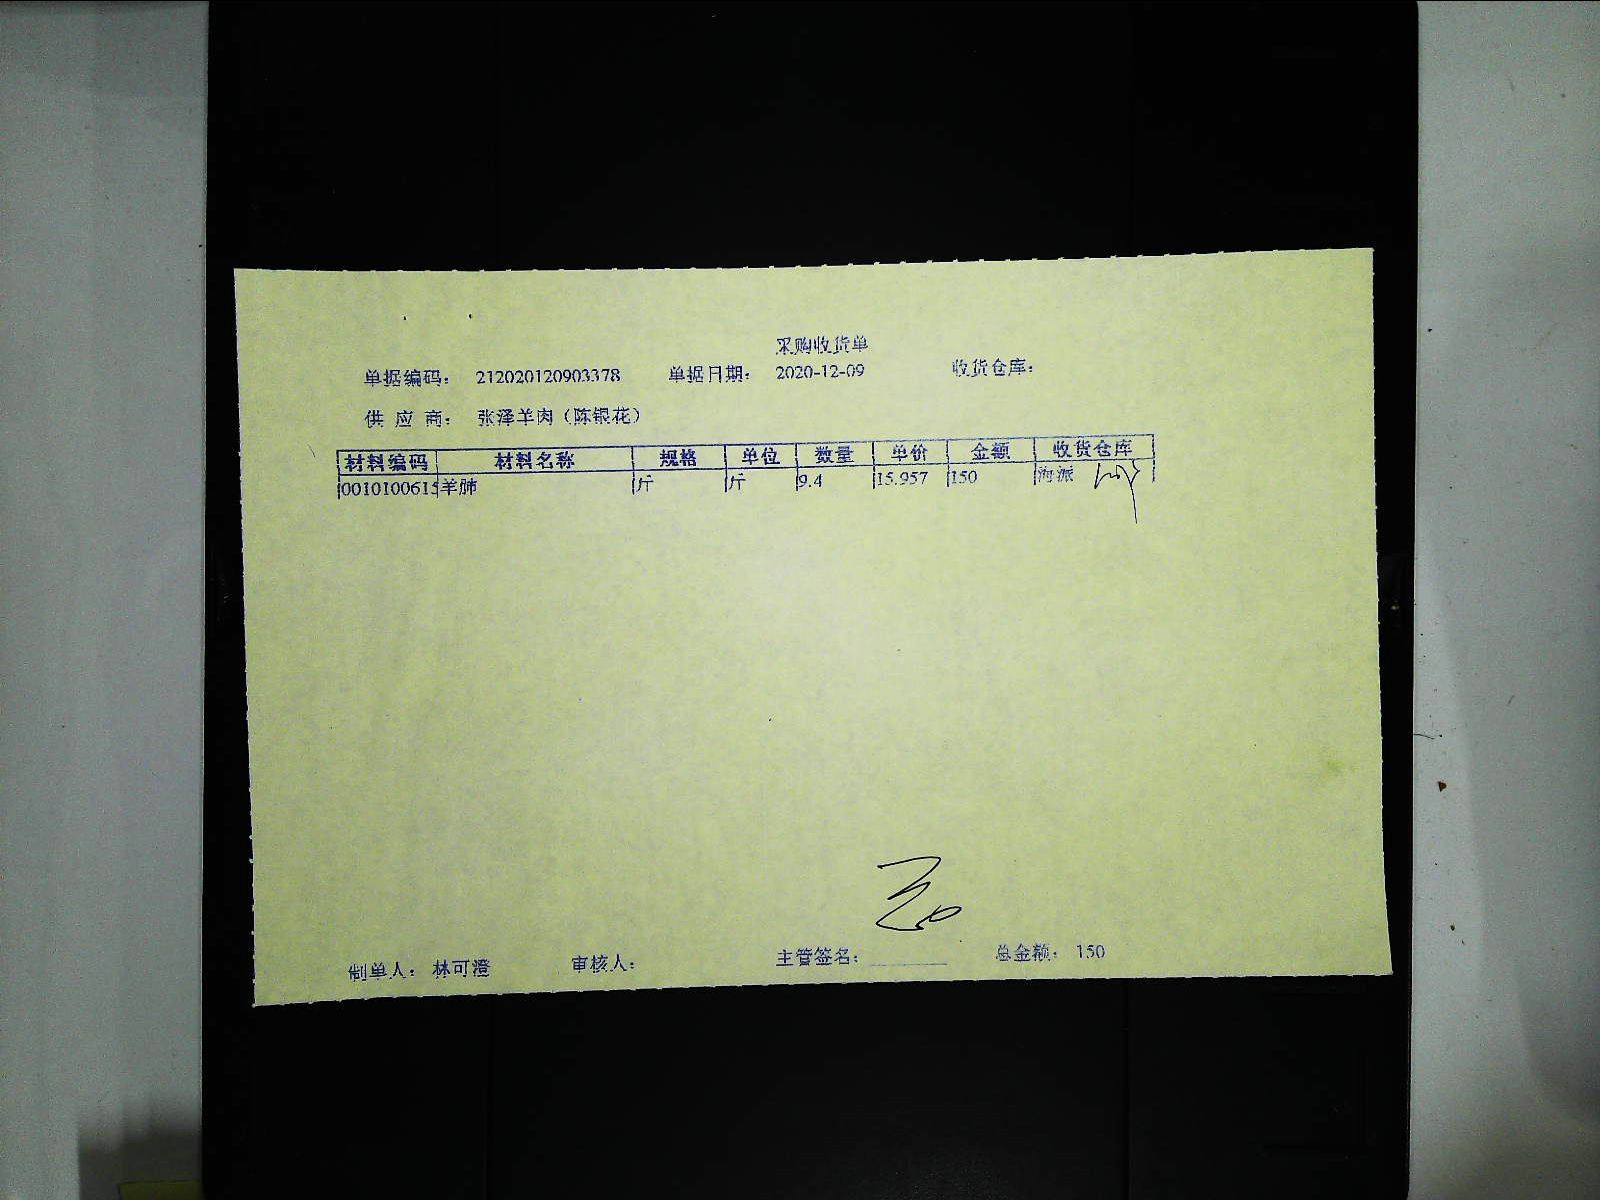 采购收货单
单据编码： 212020120903378 单据日期： 2020-12-09 收货仓库：
供 应 商： 张泽羊肉（陈银花）
材料编码 材料名称 规格 单位 数量 单价 金额 收货仓库
0010100615 羊肺 斤 斤 9.4 15.957 150 海派
制单人： 林可澄 审核人： 主管签名： 总金额： 150